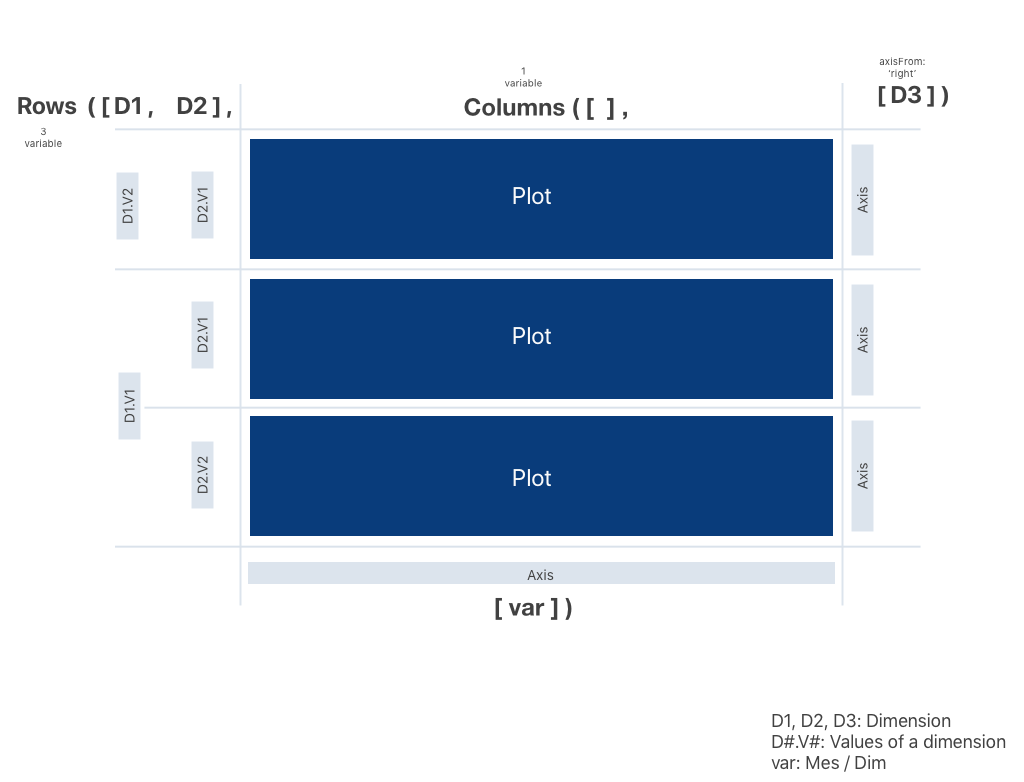 axisFrom:
'right'
1
variable
Rows ([D1, D2],
Columns ([ ],
[D3])
3
variable
D1.V2
D2.V1
Plot
Axis
D2.V1
Plot
Axis
D1.V1
D2.V2
Plot
Axis
Axis
[ var ] )
D1, D2, D3: Dimension
D#.V#: Values of a dimension
var: Mes / Dim